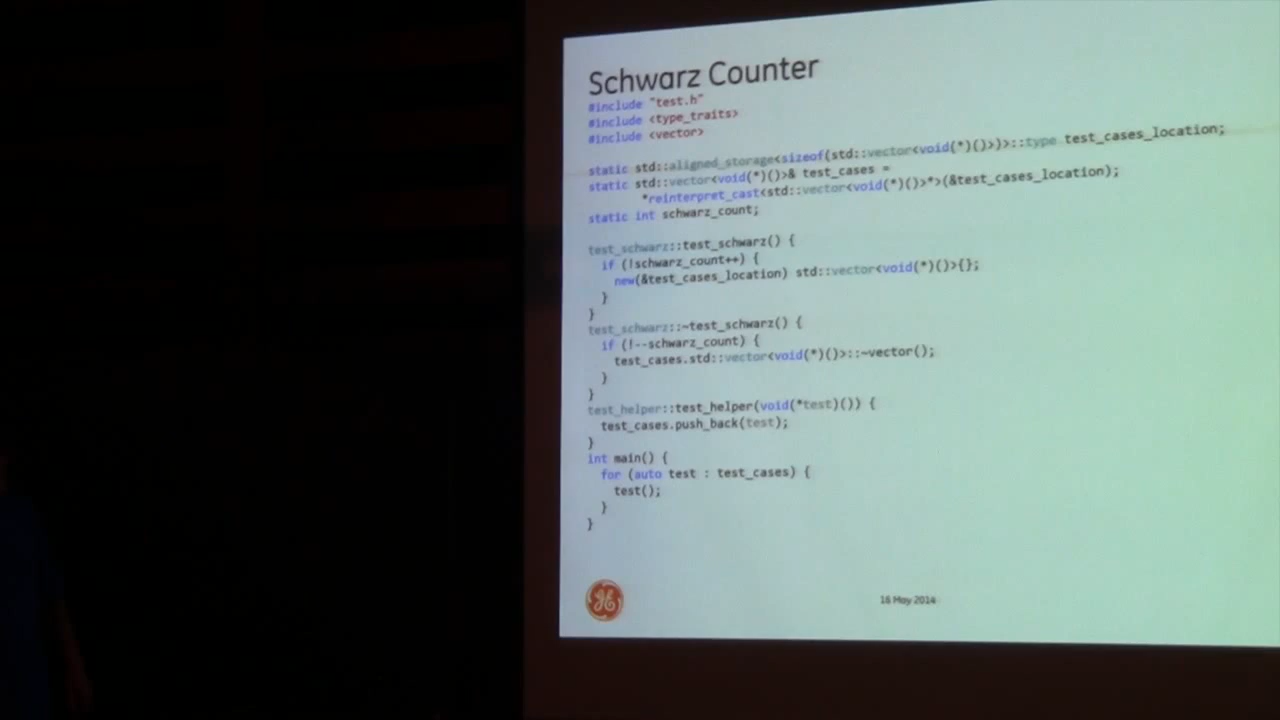 Schwarz Counter
#include "test.h"
#include <type_traits>
#include <vector>
static std::aligned_storage<sizeof(std::vector<void(*)()>)>::type test_cases_location;
static std::vector<void(*)()>& test_cases =
*reinterpret_cast<std::vector<void(*)()>*>(&test_cases_location);
static int schwarz_count;
test_schwarz::test_schwarz() {
if (!schwarz_count++) {
new(&test_cases_location) std::vector<void(*)()>{};
}
}
test_schwarz::~test_schwarz() {
if (!--schwarz_count) {
test_cases.std::vector<void(*)()>::~vector();
}
}
test_helper::test_helper(void(*test)()) {
test_cases.push_back(test);
}
int main() {
for (auto test : test_cases) {
test();
}
}
16 May 2014